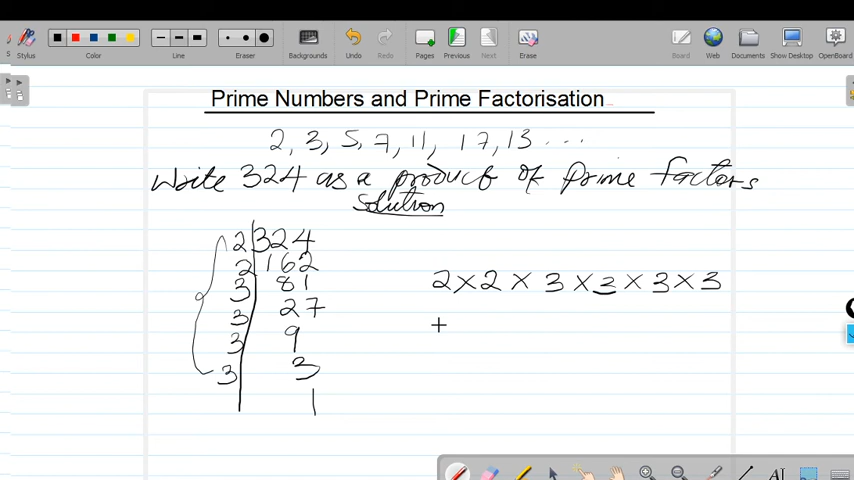 Stylus Color Line Eraser Backgrounds Undo Redo Pages Previous Next Erase Board Web Documents Show Desktop OpenBoard
Prime Numbers and Prime Factorisation
2, 3, 5, 7, 11, 17, 13 ...
Write 324 as a product of Prime factors
Solution
2 324
2 162
3 81
2 × 2 × 3 × 3 × 3 × 3
3 27
3 9
3 3
1